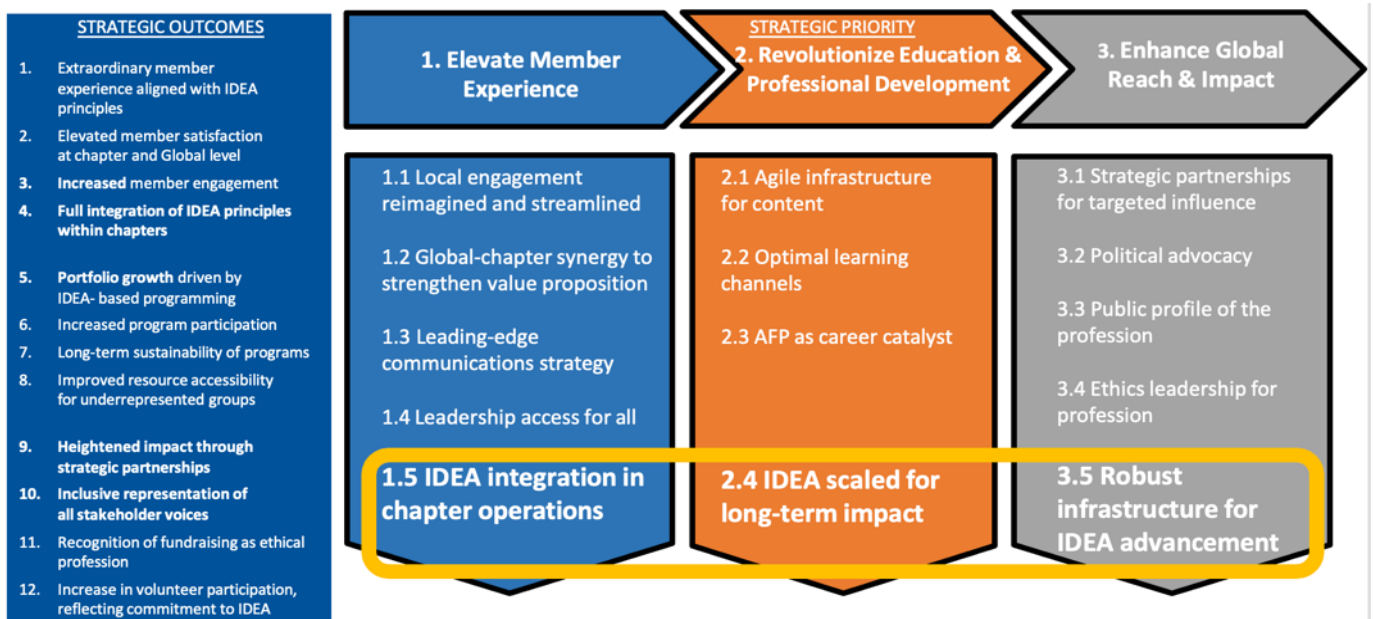 STRATEGIC OUTCOMES
1. Extraordinary member
experience aligned with IDEA
principles
2. Elevated member satisfaction
at chapter and Global level
3. Increased member engagement
4. Full integration of IDEA principles
within chapters
5. Portfolio growth driven by
IDEA- based programming
6. Increased program participation
7. Long-term sustainability of programs
8. Improved resource accessibility
for underrepresented groups
9. Heightened impact through
strategic partnerships
10. Inclusive representation of
all stakeholder voices
11. Recognition of fundraising as ethical
profession
12. Increase in volunteer participation,
reflecting commitment to IDEA
STRATEGIC PRIORITY
1. Elevate Member
Experience
2. Revolutionize Education &
Professional Development
3. Enhance Global
Reach & Impact
1.1 Local engagement
reimagined and streamlined
1.2 Global-chapter synergy to
strengthen value proposition
1.3 Leading-edge
communications strategy
1.4 Leadership access for all
1.5 IDEA integration in
chapter operations
2.1 Agile infrastructure
for content
2.2 Optimal learning
channels
2.3 AFP as career catalyst
2.4 IDEA scaled for
long-term impact
3.1 Strategic partnerships
for targeted influence
3.2 Political advocacy
3.3 Public profile of the
profession
3.4 Ethics leadership for
profession
3.5 Robust
infrastructure for
IDEA advancement